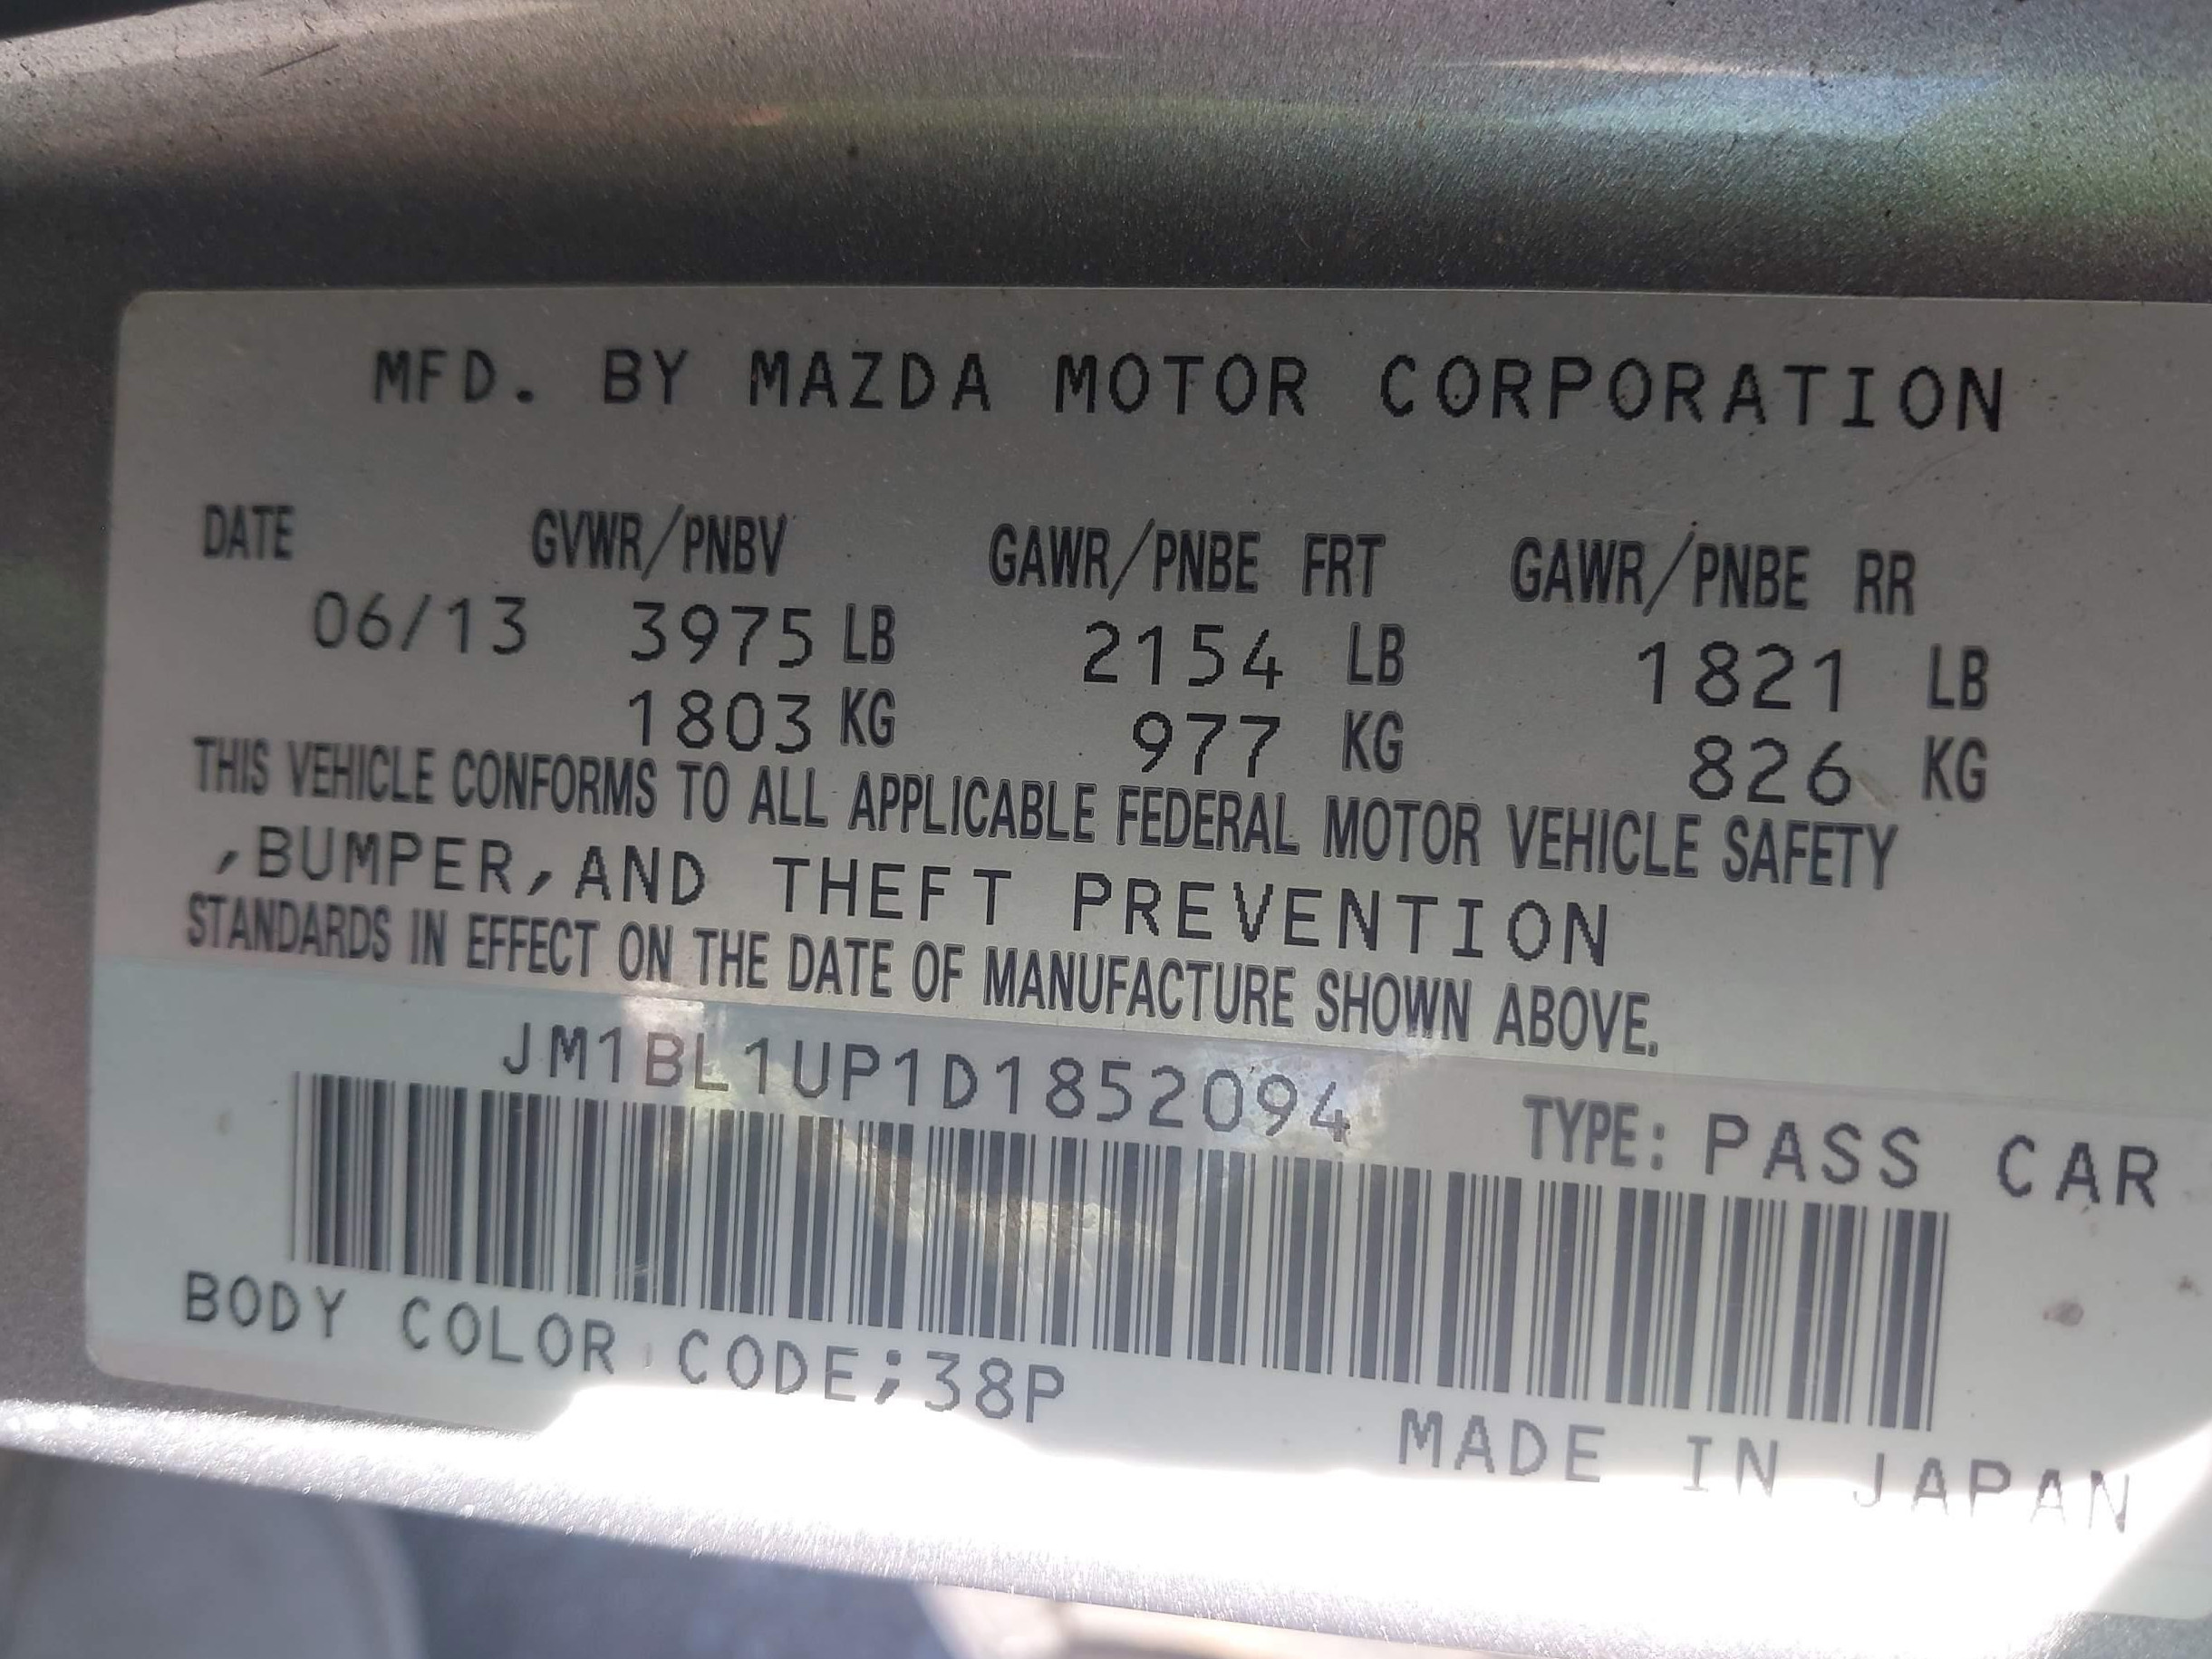 MFD. BY MAZDA MOTOR CORPORATION
DATE GVWR/PNBV GAWR/PNBE FRT GAWR/PNBE RR
06/13 3975 LB 2154 LB 1821 LB
1803 KG 977 KG 826 KG
THIS VEHICLE CONFORMS TO ALL APPLICABLE FEDERAL MOTOR VEHICLE SAFETY
,BUMPER,AND THEFT PREVENTION
STANDARDS IN EFFECT ON THE DATE OF MANUFACTURE SHOWN ABOVE.
JM1BL1UP1D1852094 TYPE: PASS CAR
BODY COLOR CODE;38P
MADE IN JAPAN